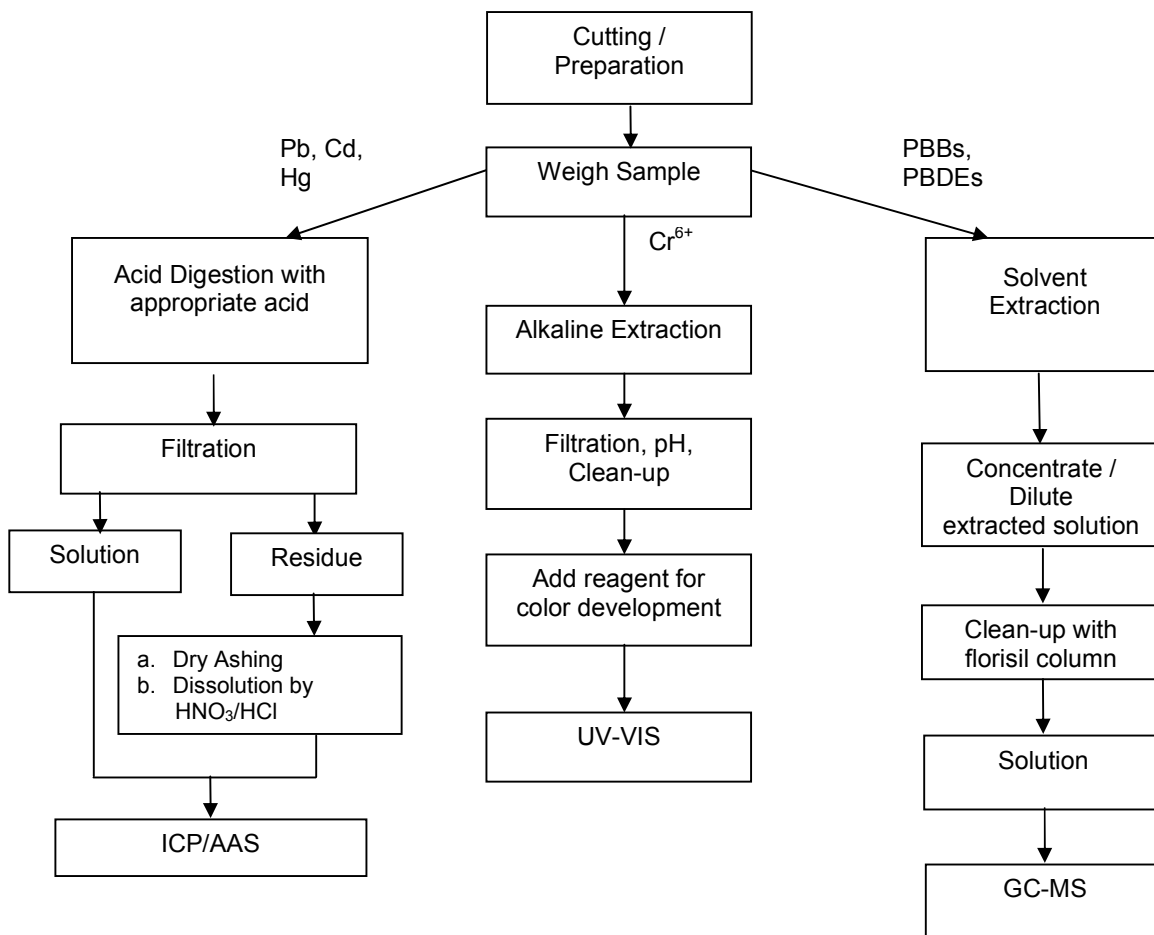 Cutting /
Preparation
Pb, Cd,
Hg
Weigh Sample
PBBs,
PBDEs
Cr⁶⁺
Acid Digestion with
appropriate acid
Alkaline Extraction
Solvent
Extraction
Filtration
Filtration, pH,
Clean-up
Concentrate /
Dilute
extracted solution
Solution
Residue
Add reagent for
color development
Clean-up with
florisil column
a. Dry Ashing
b. Dissolution by
HNO₃/HCl
UV-VIS
Solution
ICP/AAS
GC-MS